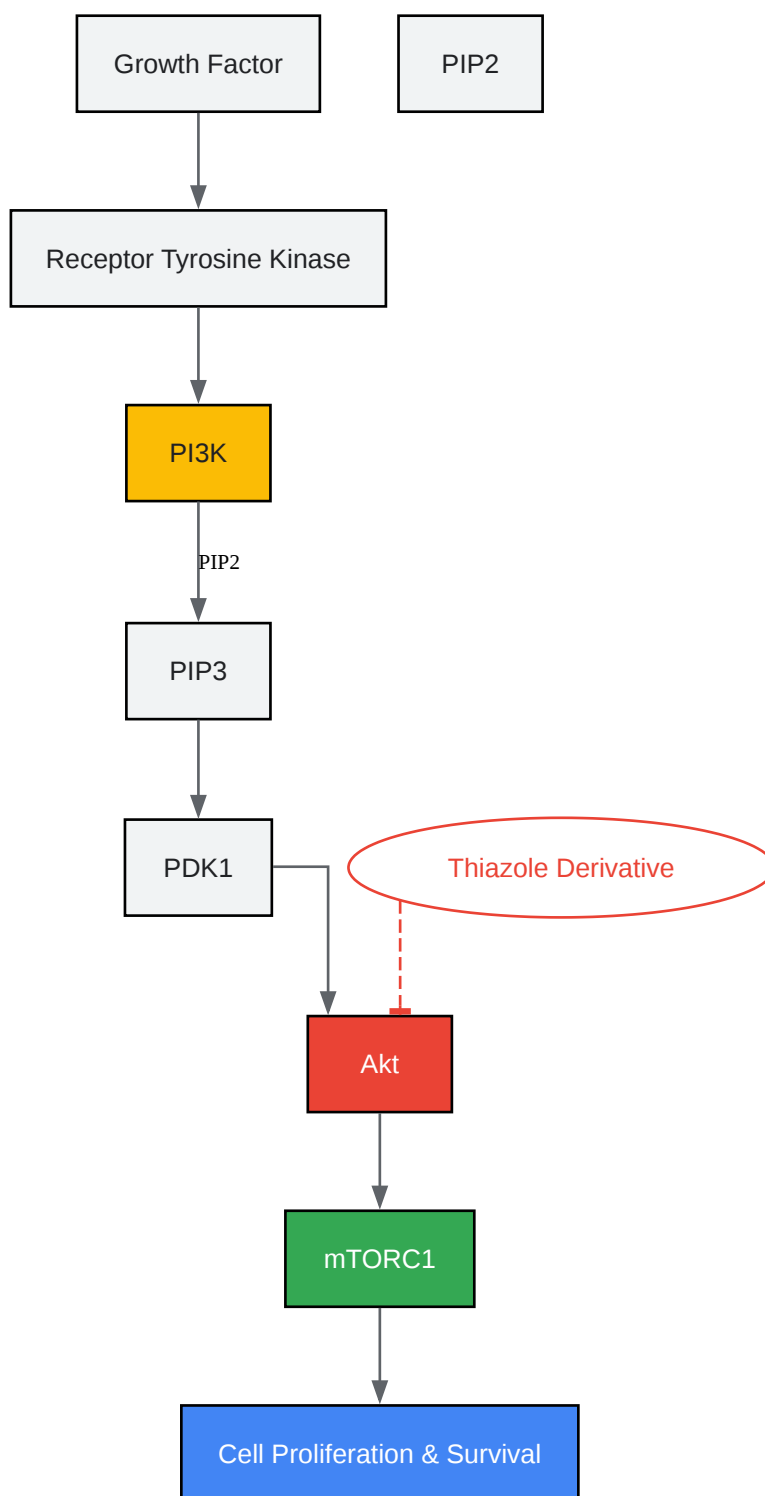 Growth Factor
PIP2
Receptor Tyrosine Kinase
PI3K
PIP2
PIP3
PDK1
Thiazole Derivative
Akt
mTORC1
Cell Proliferation & Survival